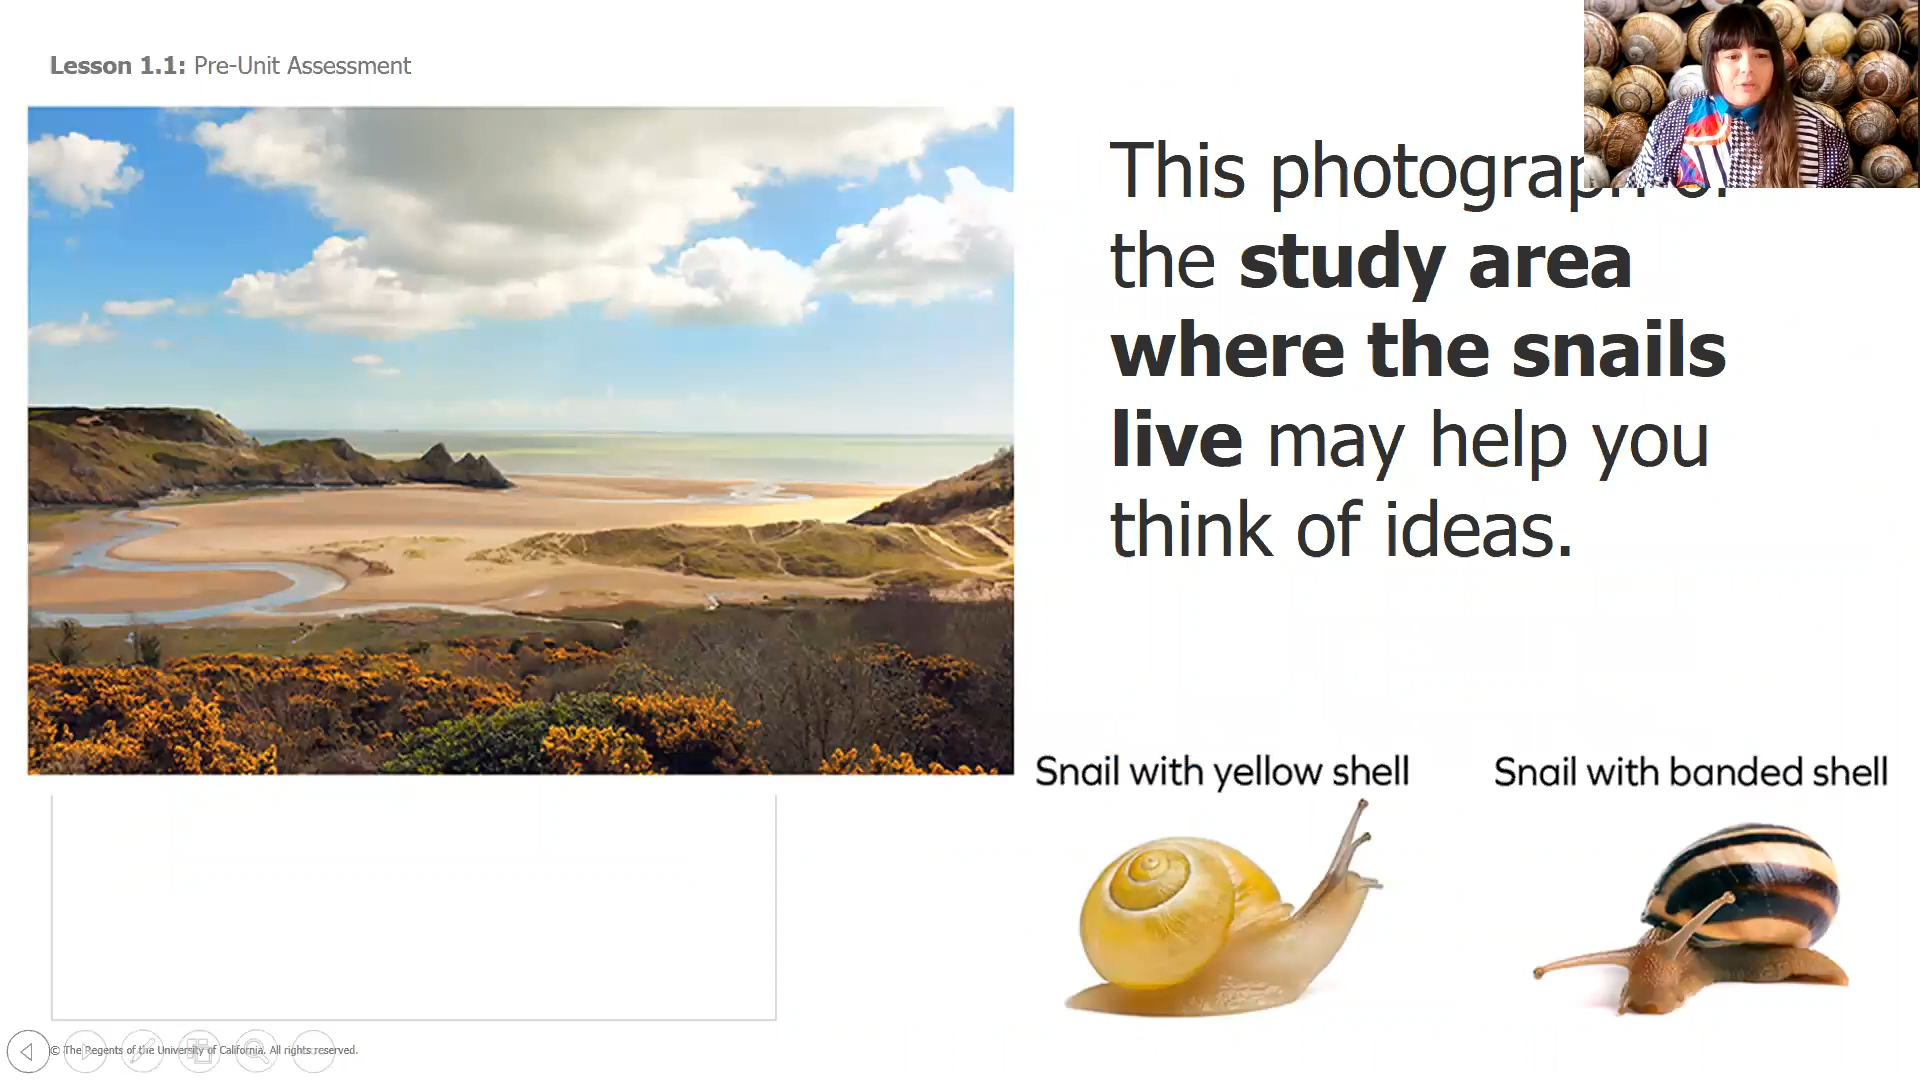 Lesson 1.1: Pre-Unit Assessment
This photograph of
the study area
where the snails
live may help you
think of ideas.
Snail with yellow shell
Snail with banded shell
© The Regents of the University of California. All rights reserved.